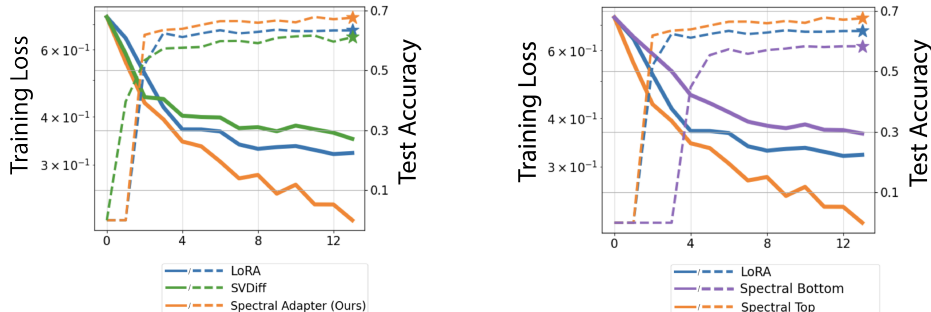 Training Loss
6 × 10⁻¹
4 × 10⁻¹
3 × 10⁻¹
0.7
0.5
0.3
0.1
Test Accuracy
0 4 8 12
LoRA
SVDiff
Spectral Adapter (Ours)
Training Loss
6 × 10⁻¹
4 × 10⁻¹
3 × 10⁻¹
0.7
0.5
0.3
0.1
Test Accuracy
0 4 8 12
LoRA
Spectral Bottom
Spectral Top